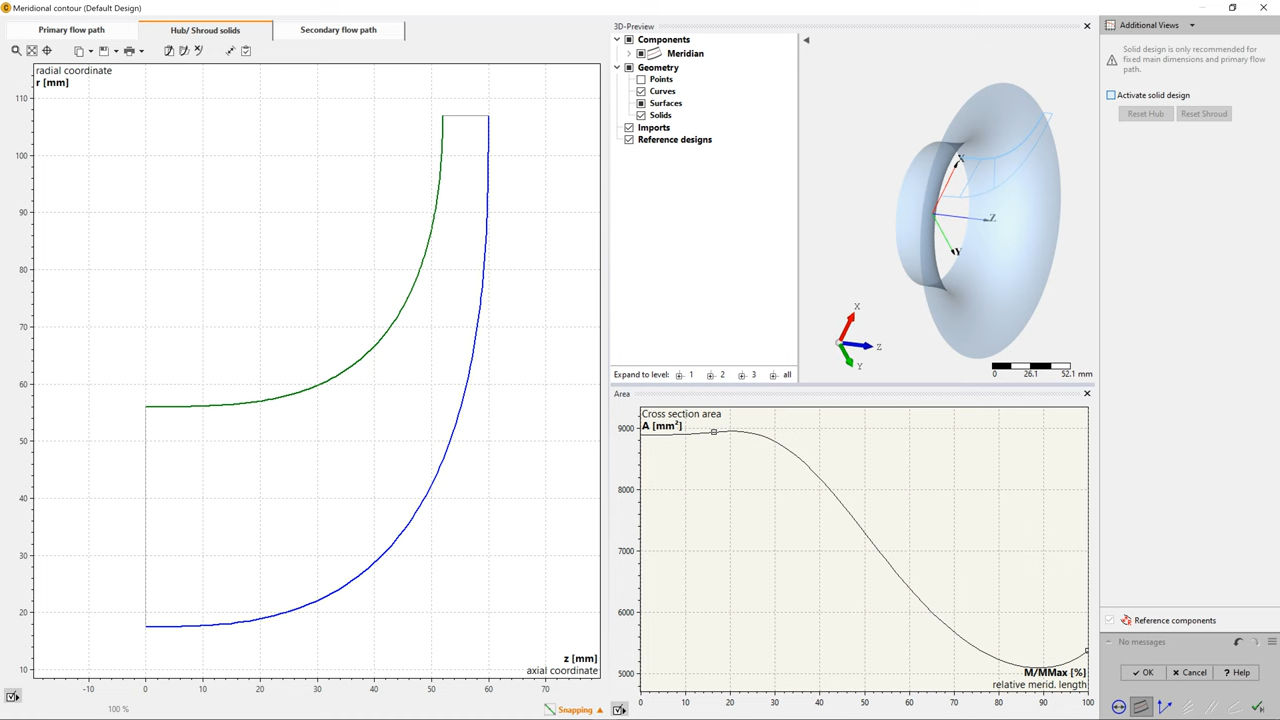 Meridional contour (Default Design)
Primary flow path
Hub/ Shroud solids
Secondary flow path
radial coordinate
r [mm]
110
100
90
80
70
60
50
40
30
20
10
-10
0
10
20
30
40
50
60
70
z [mm]
axial coordinate
100 %
Snapping
3D-Preview
Components
Meridian
Geometry
Points
Curves
Surfaces
Solids
Imports
Reference designs
Expand to level:
1
2
3
all
X
Z
Y
X
Z
Y
0
26.1
52.1 mm
Area
Cross section area
A [mm²]
9000
8000
7000
6000
5000
0
10
20
30
40
50
60
70
80
90
100
M/MMax [%]
relative merid. length
Additional Views
Solid design is only recommended for
fixed main dimensions and primary flow
path.
Activate solid design
Reset Hub
Reset Shroud
Reference components
No messages
OK
Cancel
? Help